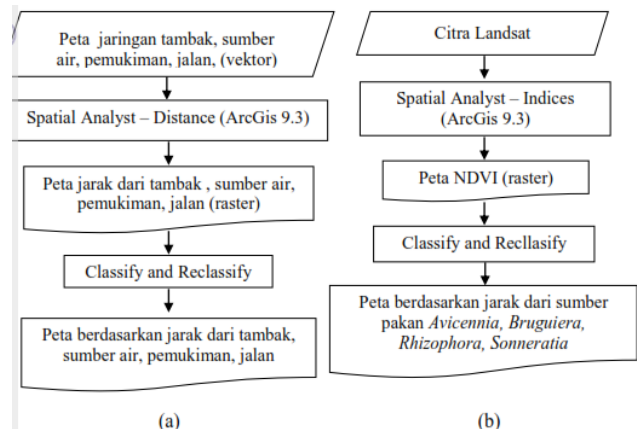 Peta jaringan tambak, sumber
air, pemukiman, jalan, (vektor)
Spatial Analyst – Distance (ArcGis 9.3)
Peta jarak dari tambak , sumber air,
pemukiman, jalan (raster)
Classify and Reclassify
Peta berdasarkan jarak dari tambak,
sumber air, pemukiman, jalan
(a)
Citra Landsat
Spatial Analyst – Indices
(ArcGis 9.3)
Peta NDVI (raster)
Classify and Recllasify
Peta berdasarkan jarak dari sumber
pakan Avicennia, Bruguiera,
Rhizophora, Sonneratia
(b)